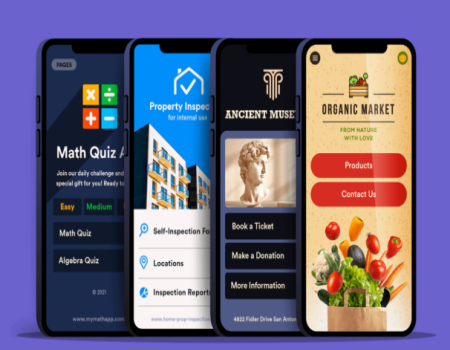 PAGES
Math Quiz A
Join our daily challenge and
special gift for you! Ready to
Easy
Medium
Math Quiz
Algebra Quiz
© 2021
www.mymathapp.com
Property Inspec
for internal use
Self-Inspection Fo
Locations
Inspection Reports
www.home-prop-inspection
ANCIENT MUSE
Book a Ticket
Make a Donation
More Information
4822 Fidler Drive San Anton
ORGANIC MARKET
FROM NATURE
WITH LOVE
Products
Contact Us